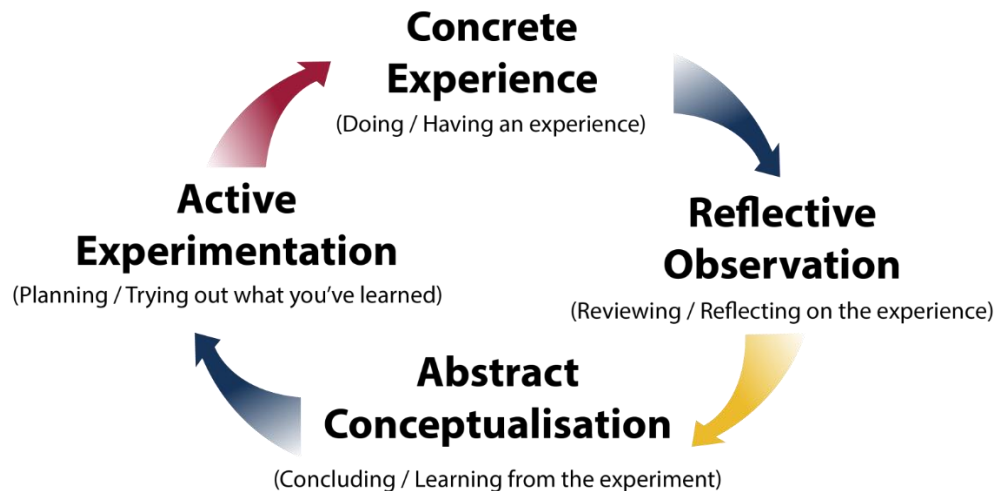 Concrete
Experience
(Doing / Having an experience)
Reflective
Observation
(Reviewing / Reflecting on the experience)
Abstract
Conceptualisation
(Concluding / Learning from the experiment)
Active
Experimentation
(Planning / Trying out what you've learned)